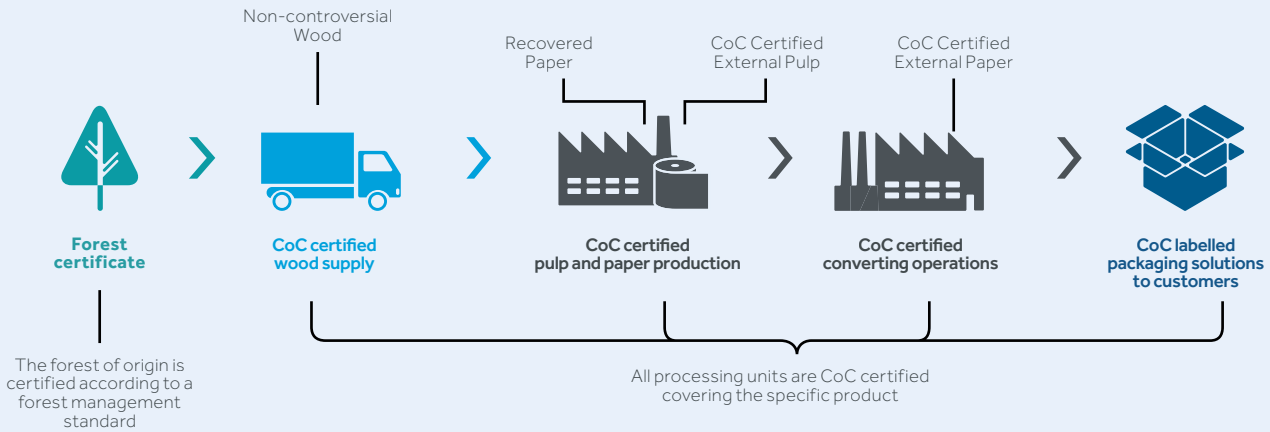 Non-controversial
Wood
Recovered
Paper
CoC Certified
External Pulp
CoC Certified
External Paper
Forest
certificate
CoC certified
wood supply
CoC certified
pulp and paper production
CoC certified
converting operations
CoC labelled
packaging solutions
to customers
The forest of origin is
certified according to a
forest management
standard
All processing units are CoC certified
covering the specific product